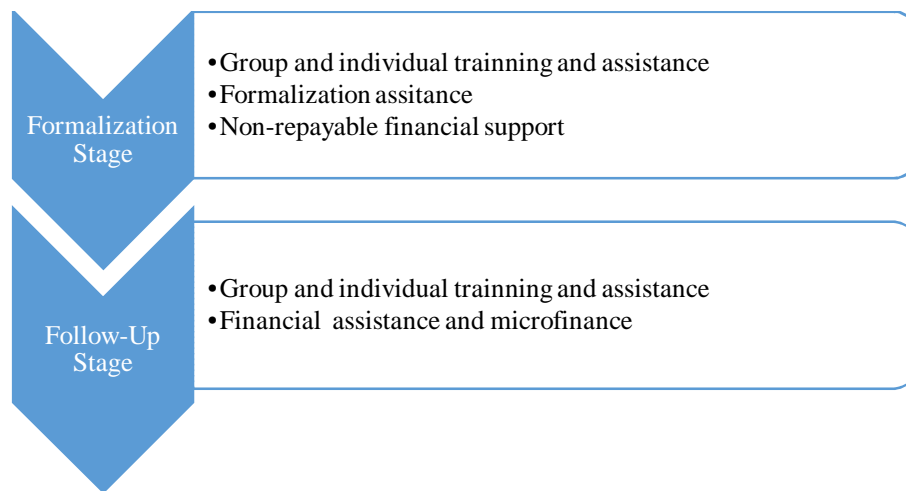 Formalization
Stage
•Group and individual trainning and assistance
•Formalization assitance
•Non-repayable financial support
Follow-Up
Stage
•Group and individual trainning and assistance
•Financial assistance and microfinance